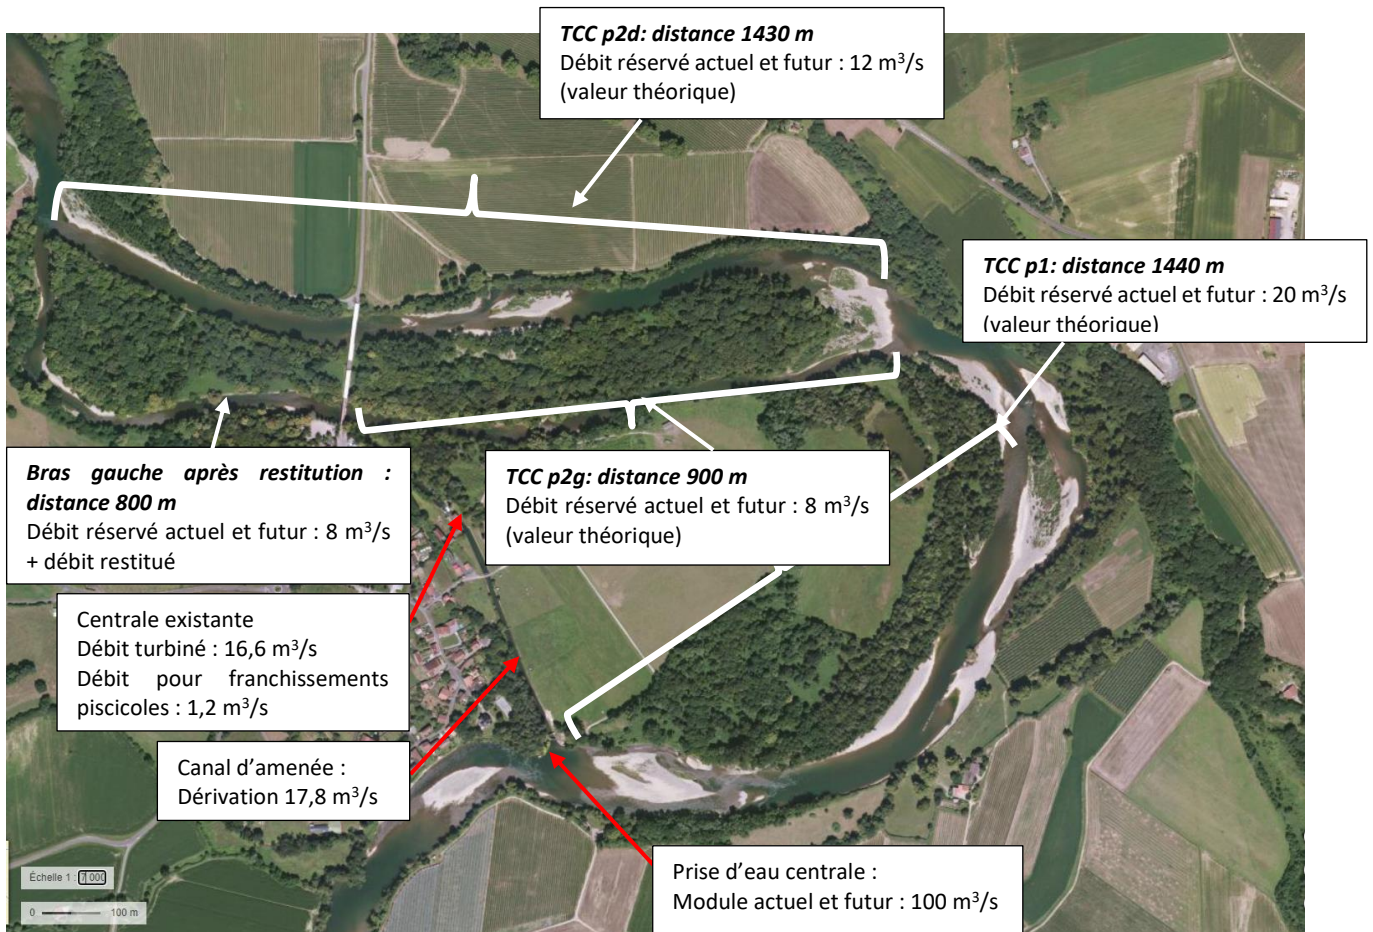 TCC p2d: distance 1430 m
Débit réservé actuel et futur : 12 m³/s
(valeur théorique)
TCC p1: distance 1440 m
Débit réservé actuel et futur : 20 m³/s
(valeur théorique)
Bras gauche après restitution :
distance 800 m
Débit réservé actuel et futur : 8 m³/s
+ débit restitué
TCC p2g: distance 900 m
Débit réservé actuel et futur : 8 m³/s
(valeur théorique)
Centrale existante
Débit turbiné : 16,6 m³/s
Débit pour franchissements
piscicoles : 1,2 m³/s
Canal d'amenée :
Dérivation 17,8 m³/s
Prise d'eau centrale :
Module actuel et futur : 100 m³/s
Échelle 1 : 7 000
0 100 m